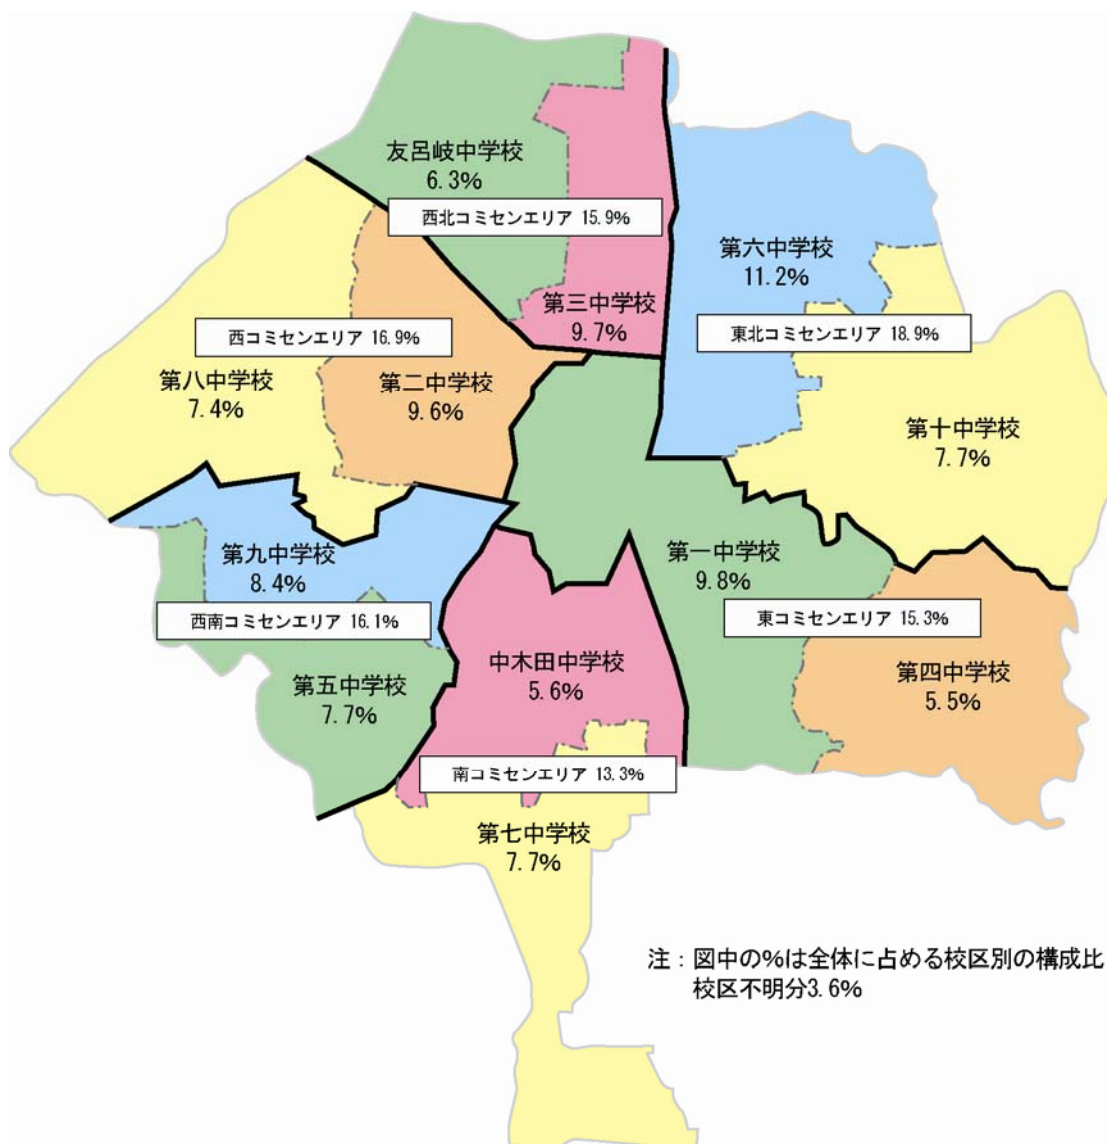 友呂岐中学校
6.3%
西北コミセンエリア 15.9%
第六中学校
11.2%
第三中学校
9.7%
東北コミセンエリア 18.9%
西コミセンエリア 16.9%
第八中学校
7.4%
第二中学校
9.6%
第十中学校
7.7%
第九中学校
8.4%
第一中学校
9.8%
西南コミセンエリア 16.1%
東コミセンエリア 15.3%
中木田中学校
5.6%
第四中学校
5.5%
第五中学校
7.7%
南コミセンエリア 13.3%
第七中学校
7.7%
注：図中の%は全体に占める校区別の構成比
校区不明分3.6%